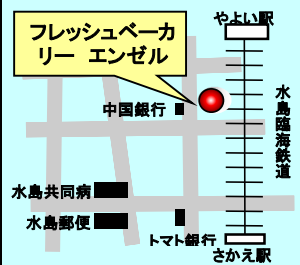 やよい駅
フレッシュベーカ
リー エンゼル
中国銀行
水島臨海鉄道
水島共同病
水島郵便
トマト銀行
さかえ駅